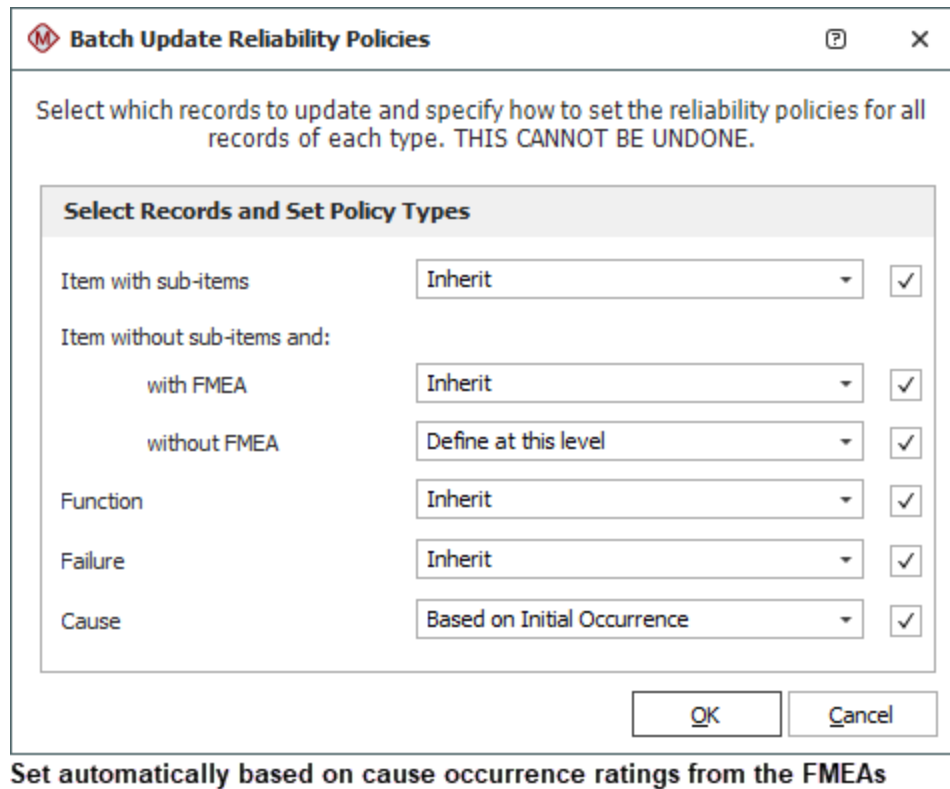 Batch Update Reliability Policies
Select which records to update and specify how to set the reliability policies for all
records of each type. THIS CANNOT BE UNDONE.
Select Records and Set Policy Types
Item with sub-items Inherit
Item without sub-items and:
with FMEA Inherit
without FMEA Define at this level
Function Inherit
Failure Inherit
Cause Based on Initial Occurrence
OK Cancel
Set automatically based on cause occurrence ratings from the FMEAs